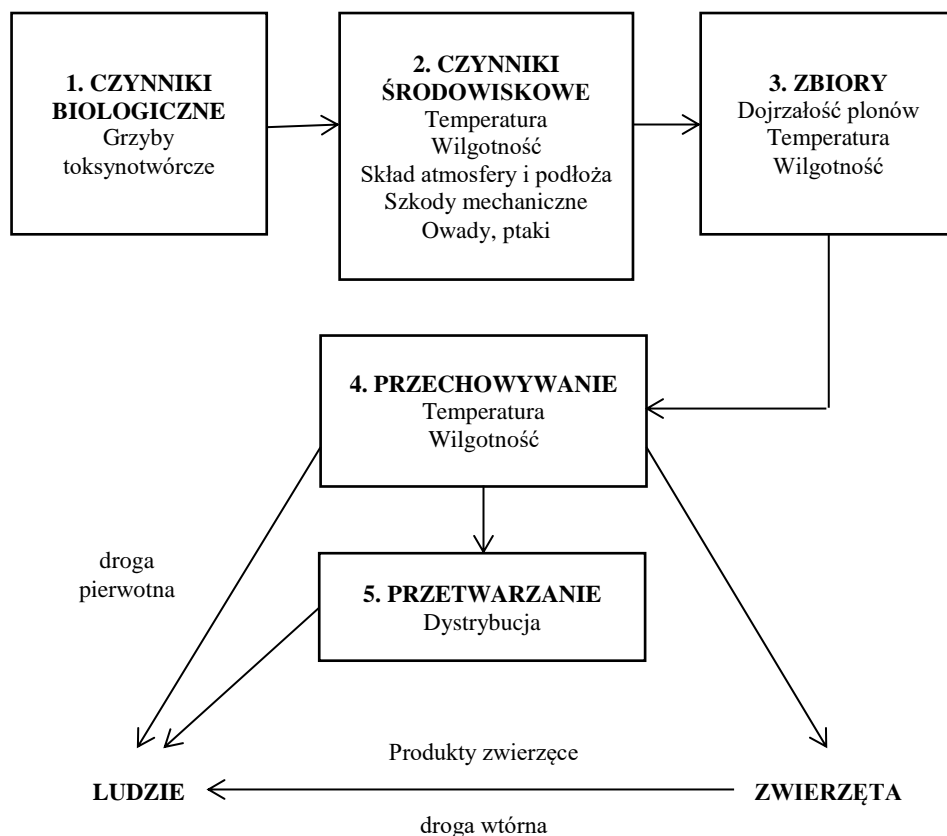 1. CZYNNIKI
BIOLOGICZNE
Grzyby
toksynotwórcze
2. CZYNNIKI
ŚRODOWISKOWE
Temperatura
Wilgotność
Skład atmosfery i podłoża
Szkody mechaniczne
Owady, ptaki
3. ZBIORY
Dojrzałość plonów
Temperatura
Wilgotność
4. PRZECHOWYWANIE
Temperatura
Wilgotność
droga
pierwotna
5. PRZETWARZANIE
Dystrybucja
Produkty zwierzęce
LUDZIE
ZWIERZĘTA
droga wtórna